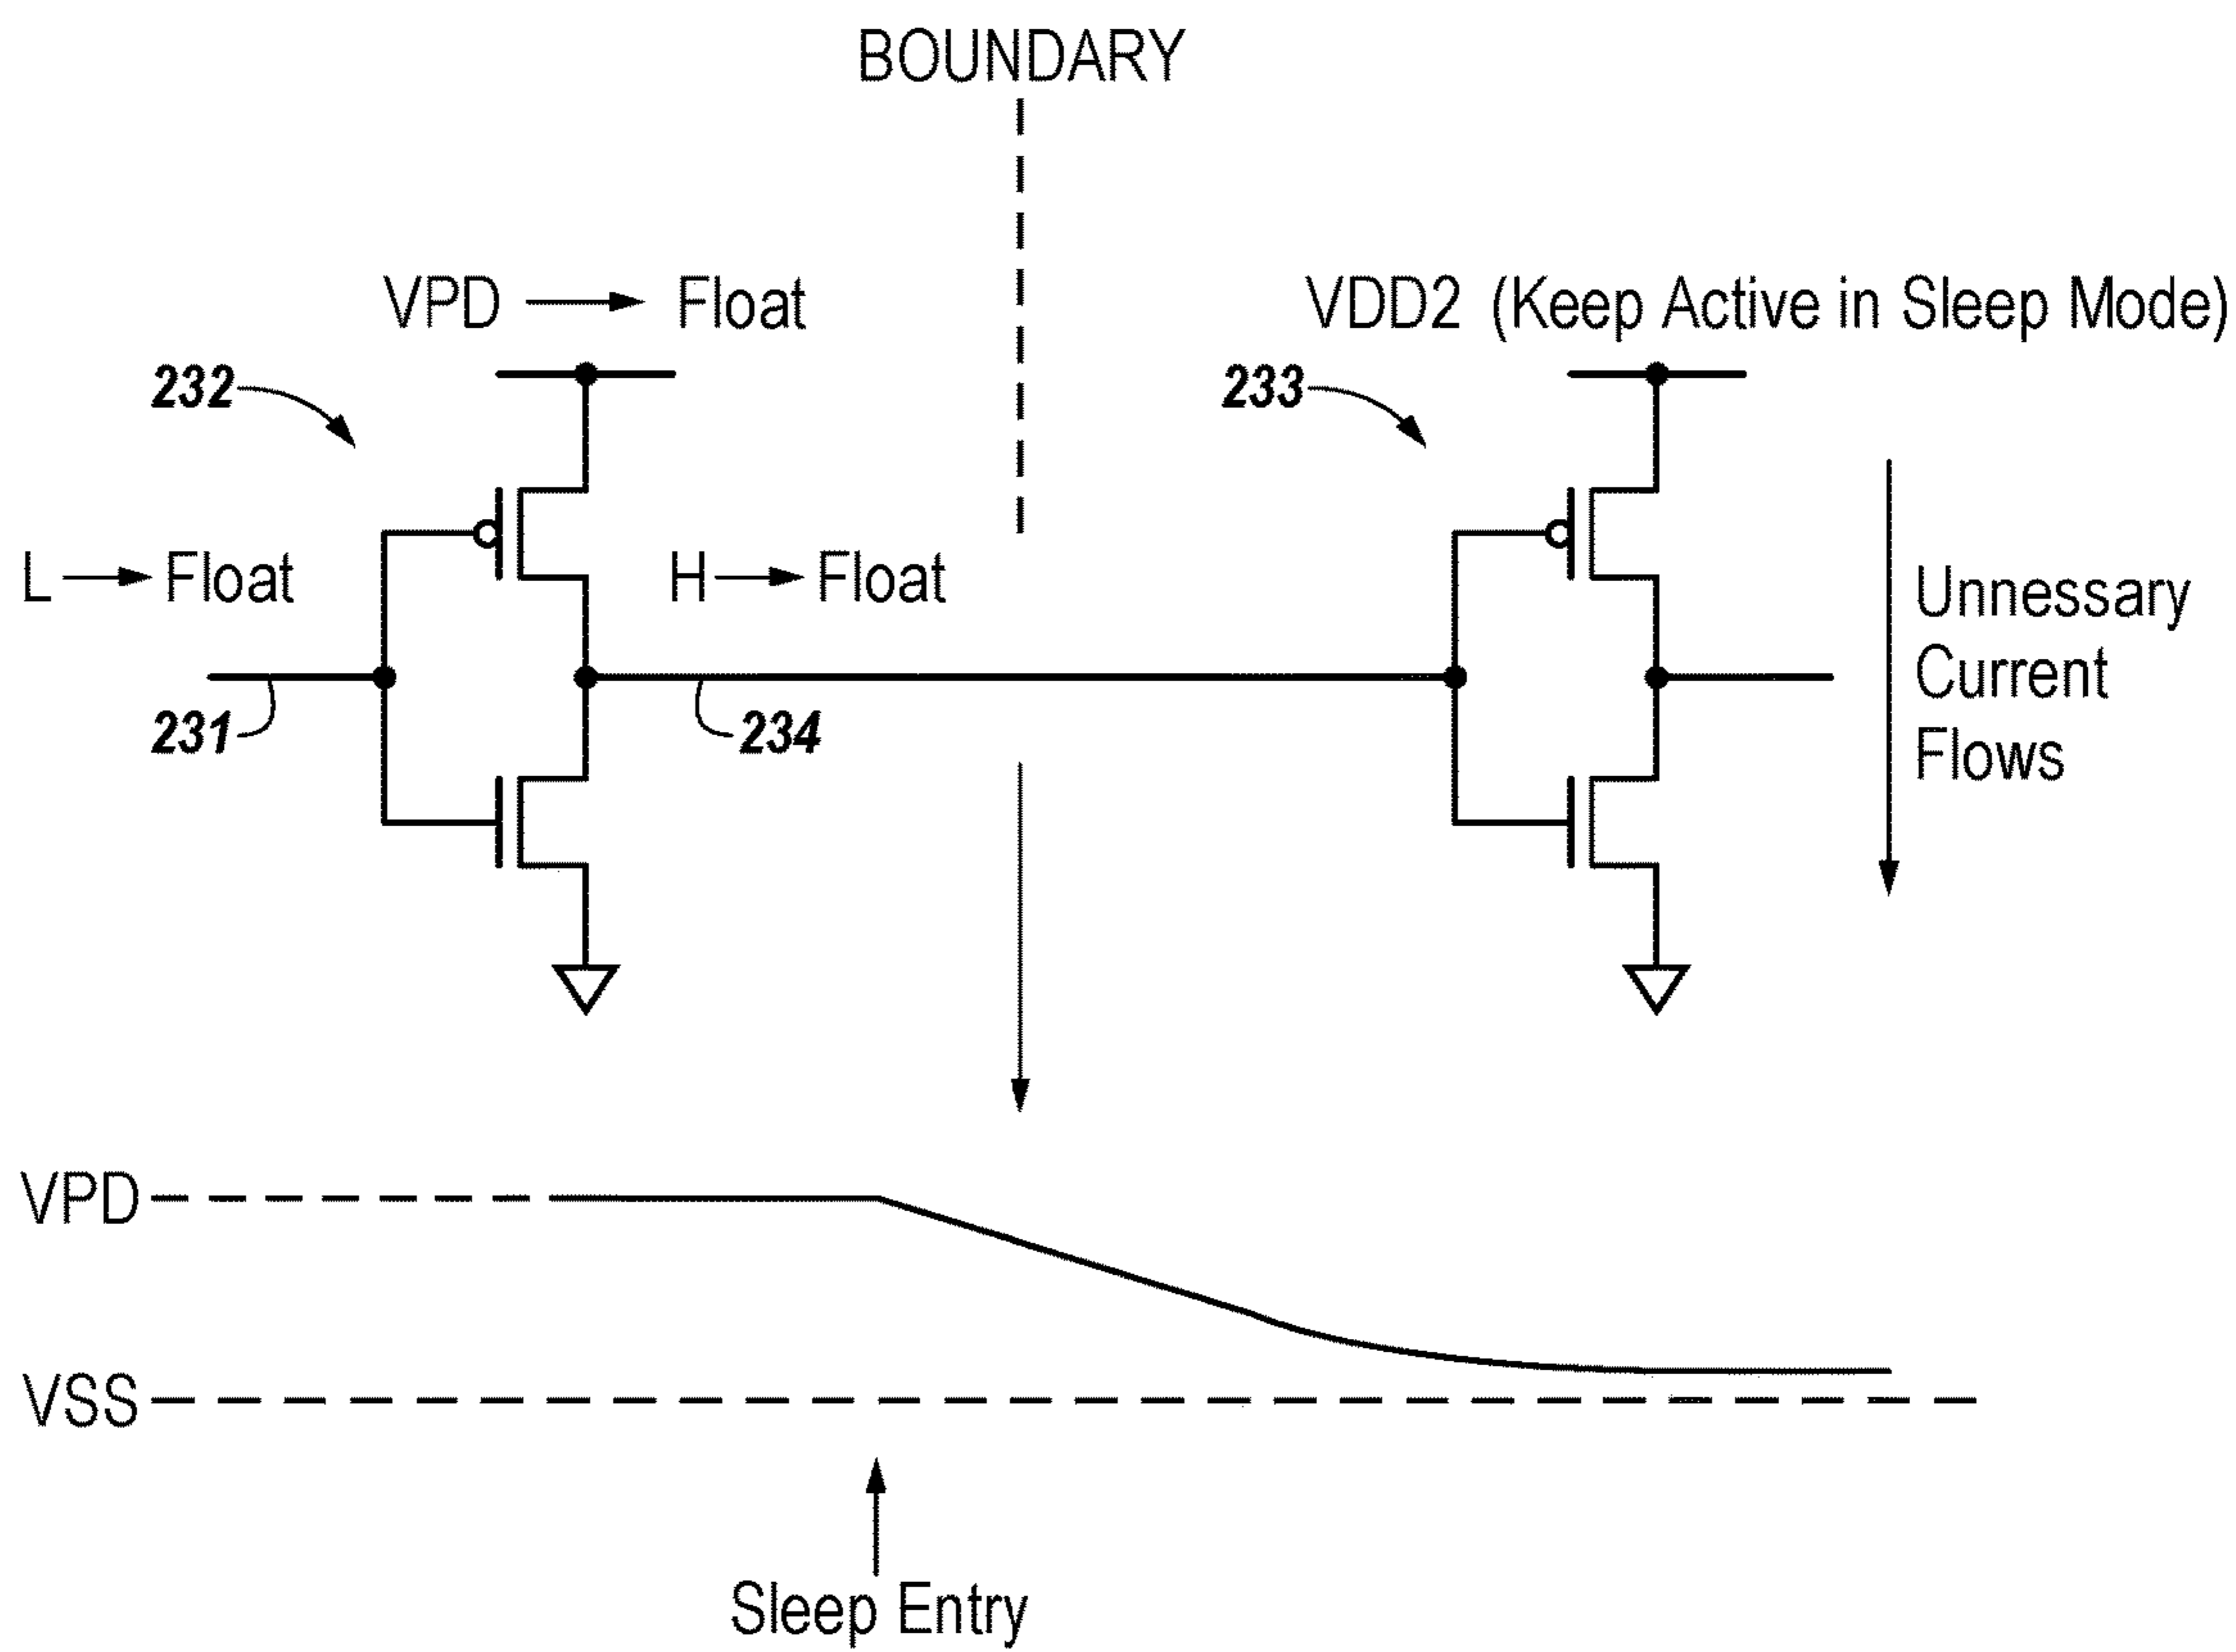 BOUNDARY
VPD → Float
VDD2 (Keep Active in Sleep Mode)
232
233
L → Float
H → Float
Unnessary
Current
Flows
231
234
VPD
VSS
Sleep Entry